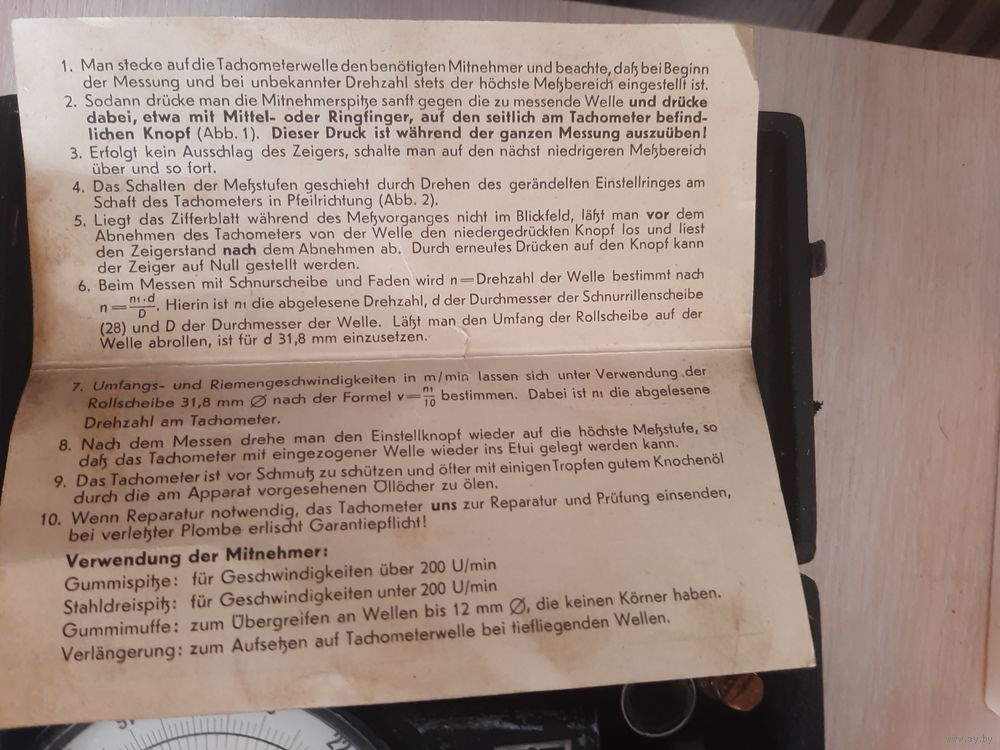 1. Man stecke auf die Tachometerwelle den benötigten Mitnehmer und beachte, daß bei Beginn
der Messung und bei unbekannter Drehzahl stets der höchste Meßbereich eingestellt ist.
2. Sodann drücke man die Mitnehmerspitze sanft gegen die zu messende Welle und drücke
dabei, etwa mit Mittel- oder Ringfinger, auf den seitlich am Tachometer befind-
lichen Knopf (Abb. 1). Dieser Druck ist während der ganzen Messung auszuüben!
3. Erfolgt kein Ausschlag des Zeigers, schalte man auf den nächst niedrigeren Meßbereich
über und so fort.
4. Das Schalten der Meßstufen geschieht durch Drehen des gerändelten Einstellringes am
Schaft des Tachometers in Pfeilrichtung (Abb. 2).
5. Liegt das Zifferblatt während des Meßvorganges nicht im Blickfeld, läßt man vor dem
Abnehmen des Tachometers von der Welle den niedergedrückten Knopf los und liest
den Zeigerstand nach dem Abnehmen ab. Durch erneutes Drücken auf den Knopf kann
der Zeiger auf Null gestellt werden.
6. Beim Messen mit Schnurscheibe und Faden wird n = Drehzahl der Welle bestimmt nach
n = n₁·d/D. Hierin ist n₁ die abgelesene Drehzahl, d der Durchmesser der Schnurrillenscheibe
(28) und D der Durchmesser der Welle. Läßt man den Umfang der Rollscheibe auf der
Welle abrollen, ist für d 31,8 mm einzusetzen.
7. Umfangs- und Riemengeschwindigkeiten in m/min lassen sich unter Verwendung der
Rollscheibe 31,8 mm ∅ nach der Formel v = n₁/10 bestimmen. Dabei ist n₁ die abgelesene
Drehzahl am Tachometer.
8. Nach dem Messen drehe man den Einstellknopf wieder auf die höchste Meßstufe, so
daß das Tachometer mit eingezogener Welle wieder ins Etui gelegt werden kann.
9. Das Tachometer ist vor Schmutz zu schützen und öfter mit einigen Tropfen gutem Knochenöl
durch die am Apparat vorgesehenen Öllöcher zu ölen.
10. Wenn Reparatur notwendig, das Tachometer uns zur Reparatur und Prüfung einsenden,
bei verletzter Plombe erlischt Garantiepflicht!
Verwendung der Mitnehmer:
Gummispitze: für Geschwindigkeiten über 200 U/min
Stahldreispitz: für Geschwindigkeiten unter 200 U/min
Gummimuffe: zum Übergreifen an Wellen bis 12 mm ∅, die keinen Körner haben.
Verlängerung: zum Aufsetzen auf Tachometerwelle bei tiefliegenden Wellen.
www.ay.by